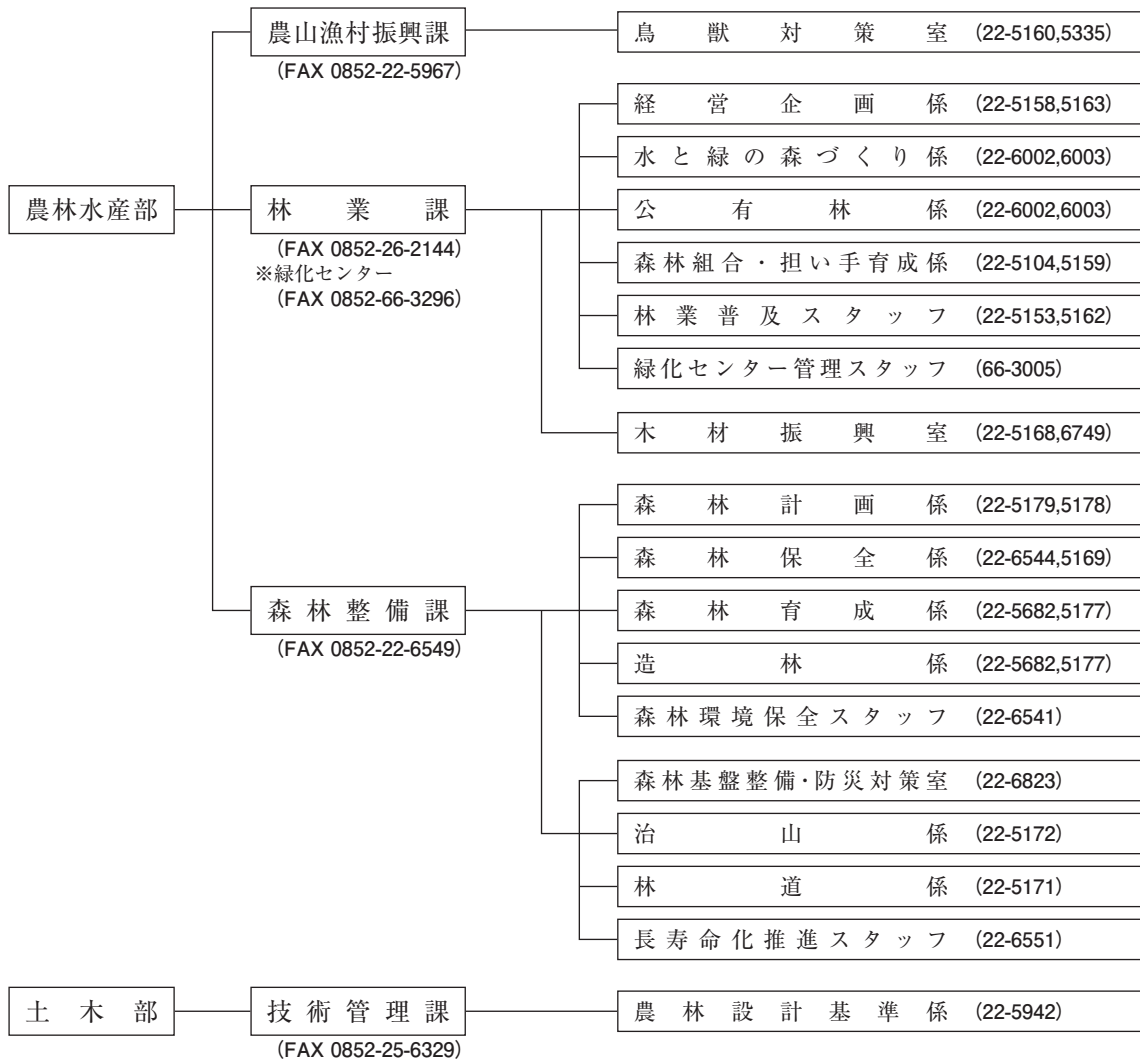 農山漁村振興課
(FAX 0852-22-5967)
鳥獣対策室 (22-5160,5335)
農林水産部
林業課
(FAX 0852-26-2144)
※緑化センター
(FAX 0852-66-3296)
経営企画係 (22-5158,5163)
水と緑の森づくり係 (22-6002,6003)
公有林係 (22-6002,6003)
森林組合・担い手育成係 (22-5104,5159)
林業普及スタッフ (22-5153,5162)
緑化センター管理スタッフ (66-3005)
木材振興室 (22-5168,6749)
森林整備課
(FAX 0852-22-6549)
森林計画係 (22-5179,5178)
森林保全係 (22-6544,5169)
森林育成係 (22-5682,5177)
造林係 (22-5682,5177)
森林環境保全スタッフ (22-6541)
森林基盤整備・防災対策室 (22-6823)
治山係 (22-5172)
林道係 (22-5171)
長寿命化推進スタッフ (22-6551)
土木部
技術管理課
(FAX 0852-25-6329)
農林設計基準係 (22-5942)